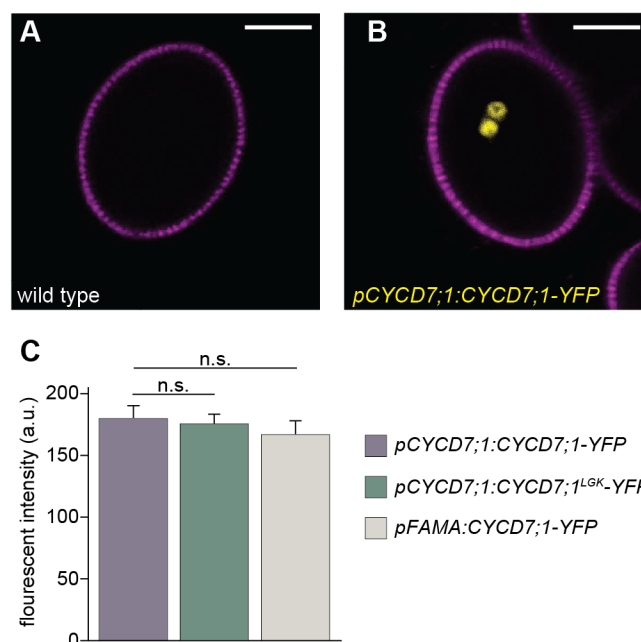 A
B
wild type
pCYCD7;1:CYCD7;1-YFP
C
n.s.
n.s.
200
150
100
50
0
flourescent intensity (a.u.)
pCYCD7;1:CYCD7;1-YFP
pCYCD7;1:CYCD7;1LGK-YFP
pFAMA:CYCD7;1-YFP